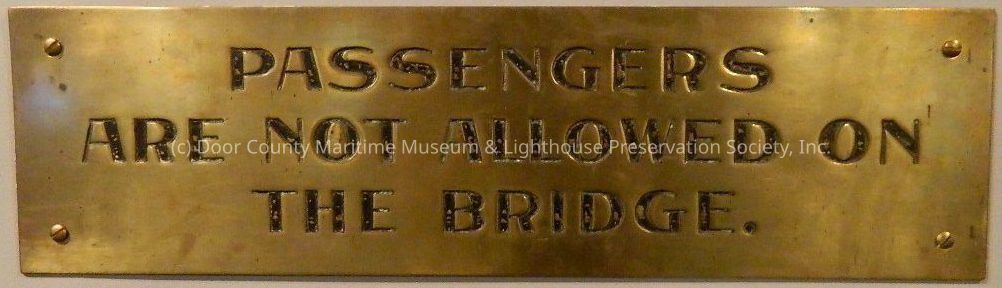 PASSENGERS
ARE NOT ALLOWED ON
(c) Door County Maritime Museum & Lighthouse Preservation Society, Inc.
THE BRIDGE.